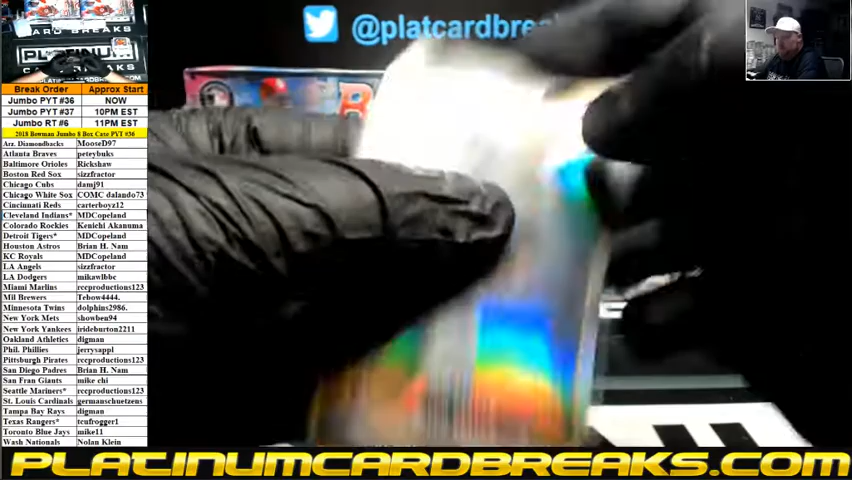 @platcardbreaks
CARD BREAKS
PLATINUM
Break Order Approx Start
Jumbo PYT #36 NOW
Jumbo PYT #37 10PM EST
Jumbo RT #6 11PM EST
2018 Bowman Jumbo 8 Box Case PYT #36
Arz. Diamondbacks MooseD97
Atlanta Braves peteybuks
Baltimore Orioles Rickshaw
Boston Red Sox sizzfractor
Chicago Cubs damj91
Chicago White Sox COMC dalando73
Cincinnati Reds carterboyz12
Cleveland Indians* MDCopeland
Colorado Rockies Kenichi Akanuma
Detroit Tigers* MDCopeland
Houston Astros Brian H. Nam
KC Royals MDCopeland
LA Angels sizzfractor
LA Dodgers mikawlbbc
Miami Marlins rccproductions123
Mil Brewers Tebow4444.
Minnesota Twins dolphins2986.
New York Mets showben94
New York Yankees irideburton2211
Oakland Athletics digman
Phil. Phillies jerrysappl
Pittsburgh Pirates rccproductions123
San Diego Padres Brian H. Nam
San Fran Giants mike chi
Seattle Mariners* rccproductions123
St. Louis Cardinals germanschuetzens
Tampa Bay Rays digman
Texas Rangers* tcufrogger1
Toronto Blue Jays mike11
Wash Nationals Nolan Klein
PLATINUMCARDBREAKS.COM